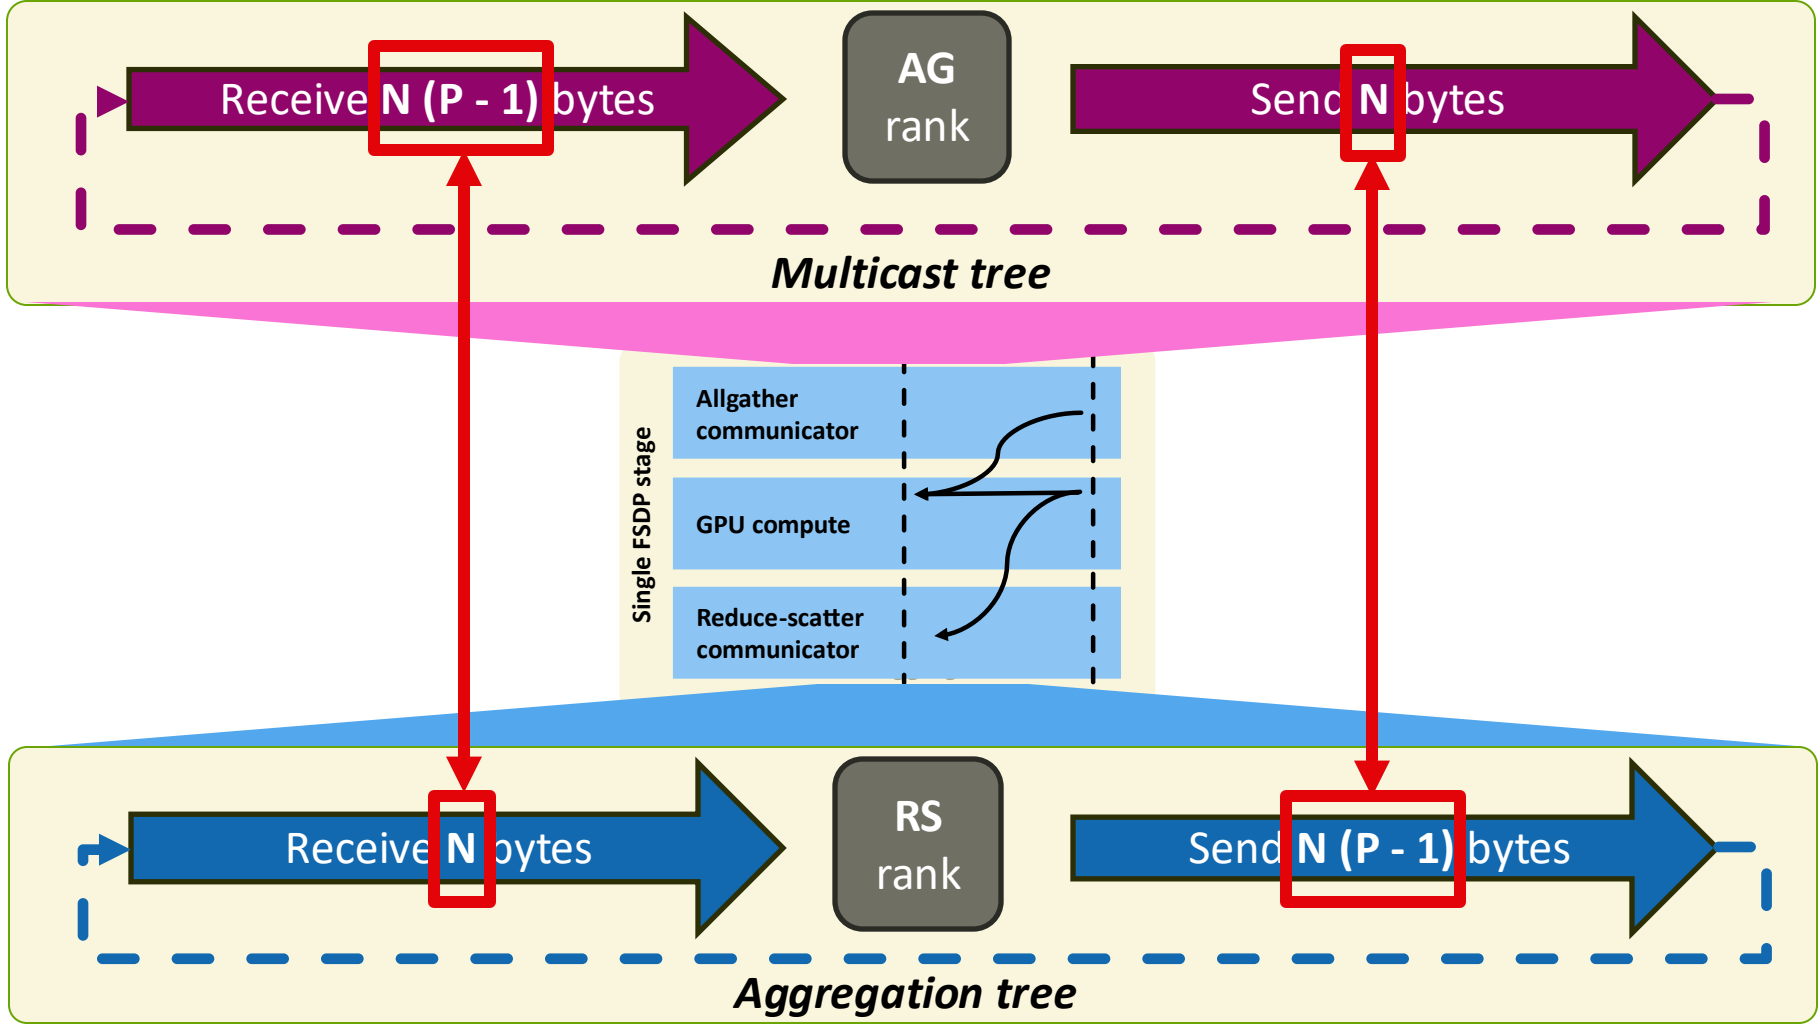 Receive N (P - 1) bytes
AG
rank
Send N bytes
Multicast tree
Single FSDP stage
Allgather
communicator
GPU compute
Reduce-scatter
communicator
Receive N bytes
RS
rank
Send N (P - 1) bytes
Aggregation tree